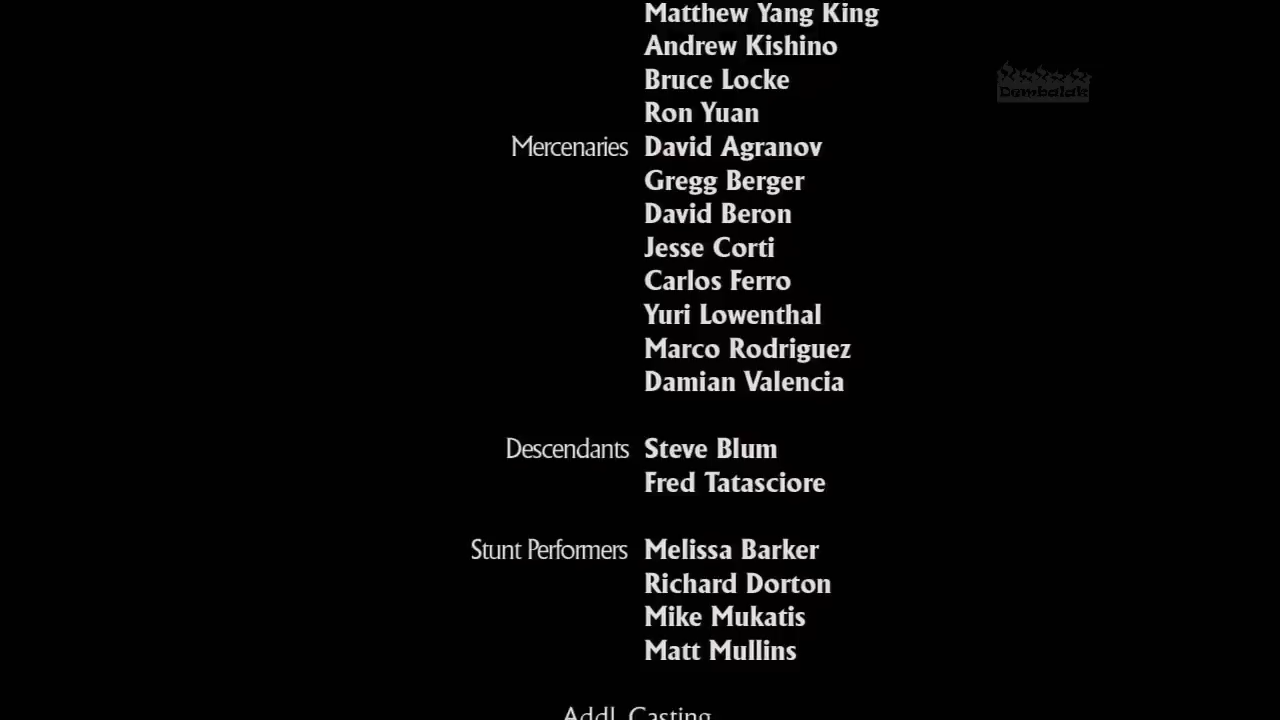 Matthew Yang King
Andrew Kishino
Bruce Locke
Ron Yuan
Mercenaries David Agranov
Gregg Berger
David Beron
Jesse Corti
Carlos Ferro
Yuri Lowenthal
Marco Rodriguez
Damian Valencia
Descendants Steve Blum
Fred Tatasciore
Stunt Performers Melissa Barker
Richard Dorton
Mike Mukatis
Matt Mullins
Addl. Casting